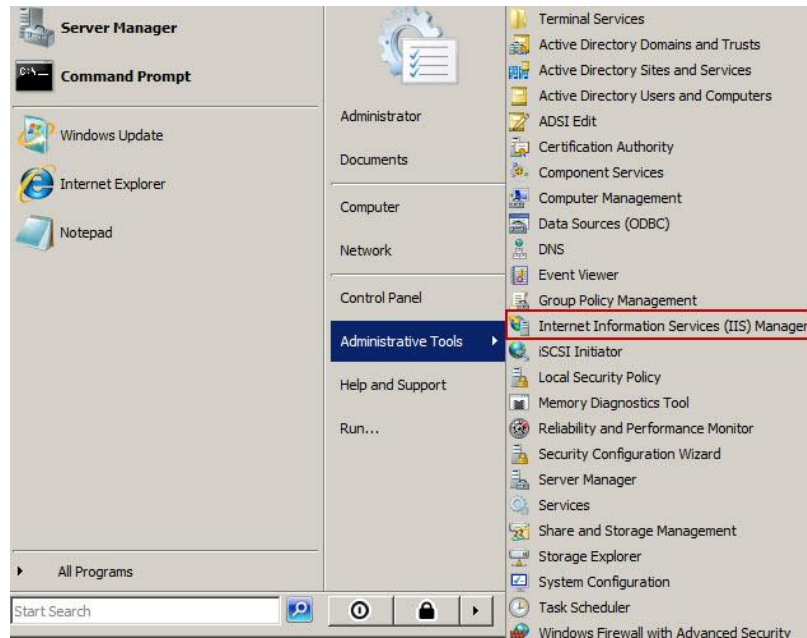 Server Manager
C:\
Command Prompt
Windows Update
Internet Explorer
Notepad
All Programs
Start Search
Administrator
Documents
Computer
Network
Control Panel
Administrative Tools
Help and Support
Run...
Terminal Services
Active Directory Domains and Trusts
Active Directory Sites and Services
Active Directory Users and Computers
ADSI Edit
Certification Authority
Component Services
Computer Management
Data Sources (ODBC)
DNS
Event Viewer
Group Policy Management
Internet Information Services (IIS) Manager
iSCSI Initiator
Local Security Policy
Memory Diagnostics Tool
Reliability and Performance Monitor
Security Configuration Wizard
Server Manager
Services
Share and Storage Management
Storage Explorer
System Configuration
Task Scheduler
Windows Firewall with Advanced Security